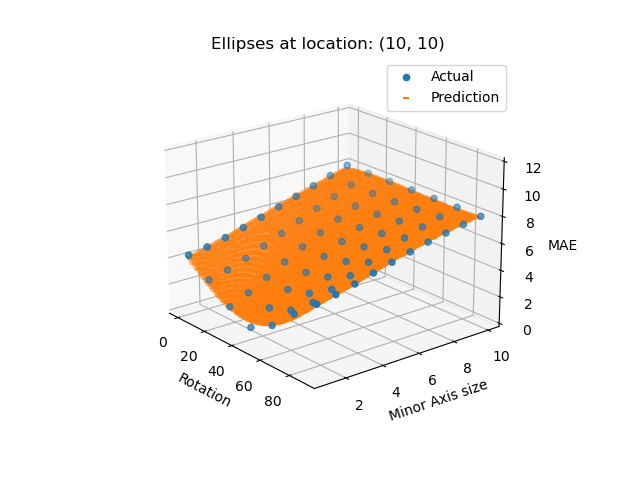 Ellipses at location: (10, 10)
Actual
Prediction
12
10
8
6
4
2
0
MAE
0
20
40
60
80
Rotation
2
4
6
8
10
Minor Axis size